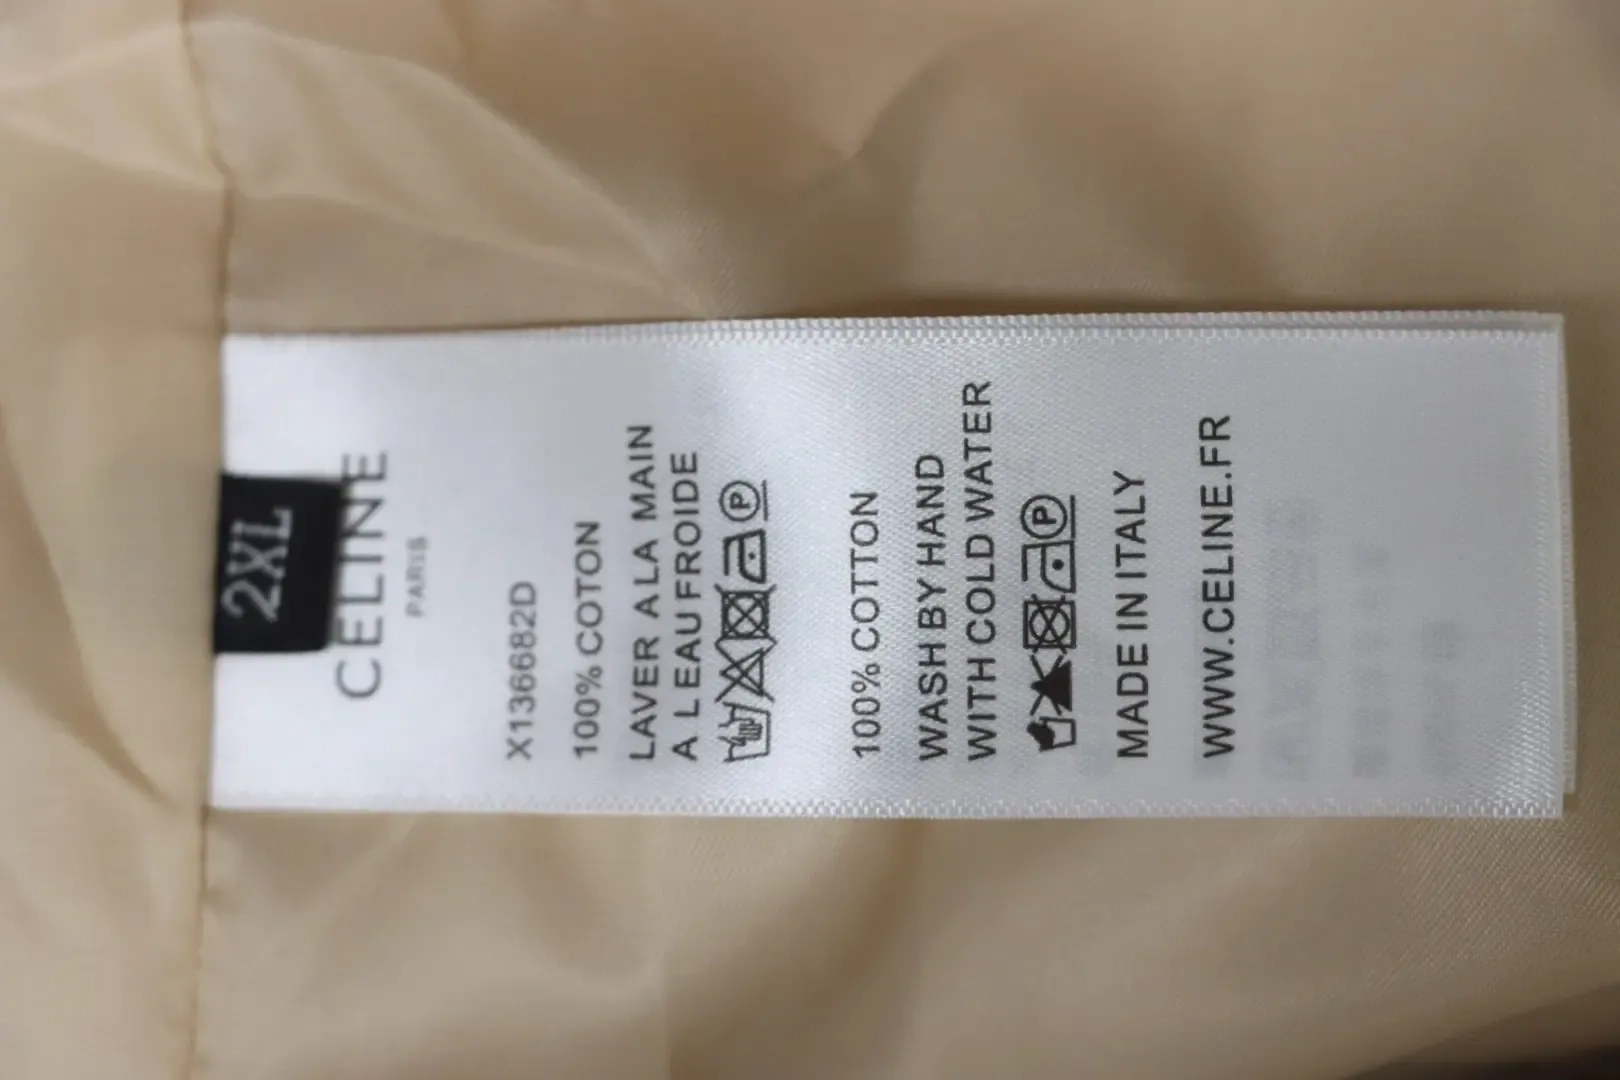 2XL
CELINE
PARIS
X136682D
100% COTON
LAVER A LA MAIN
A L EAU FROIDE
P
100% COTTON
WASH BY HAND
WITH COLD WATER
P
MADE IN ITALY
WWW.CELINE.FR